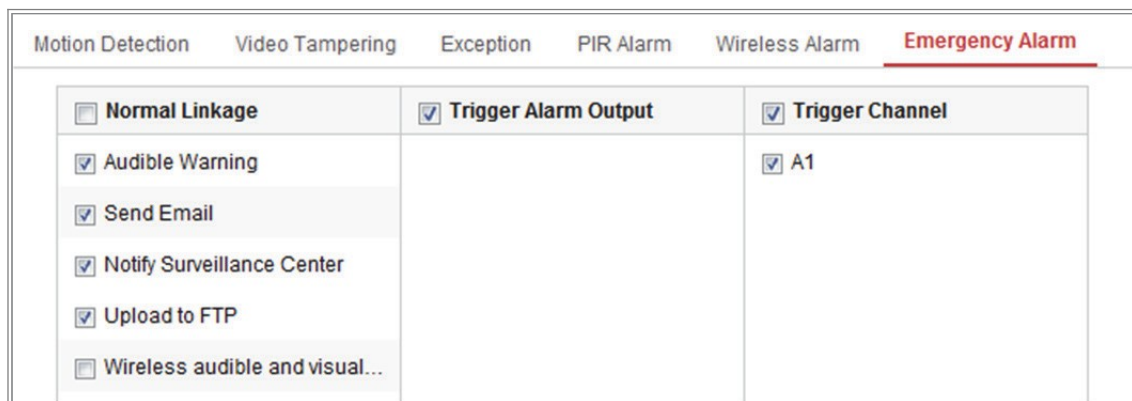 Motion Detection Video Tampering Exception PIR Alarm Wireless Alarm Emergency Alarm
Normal Linkage Trigger Alarm Output Trigger Channel
Audible Warning A1
Send Email
Notify Surveillance Center
Upload to FTP
Wireless audible and visual...